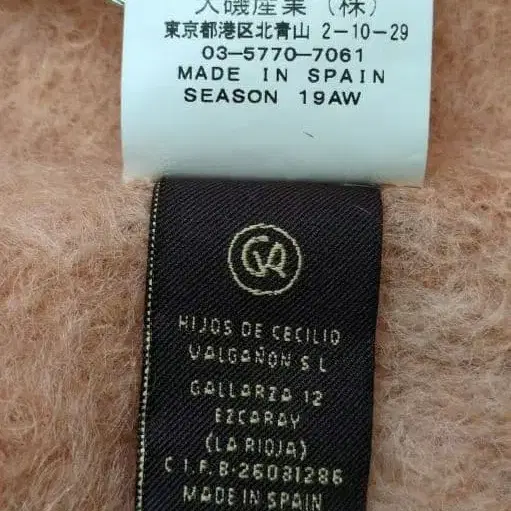 大磯産業(株)
東京都港区北青山 2-10-29
03-5770-7061
MADE IN SPAIN
SEASON 19AW
HIJOS DE CECILIO
VALGAÑON S L
GALLARZA 12
EZCARAY
(LA RIOJA)
C I.F. B-26031286
MADE IN SPAIN